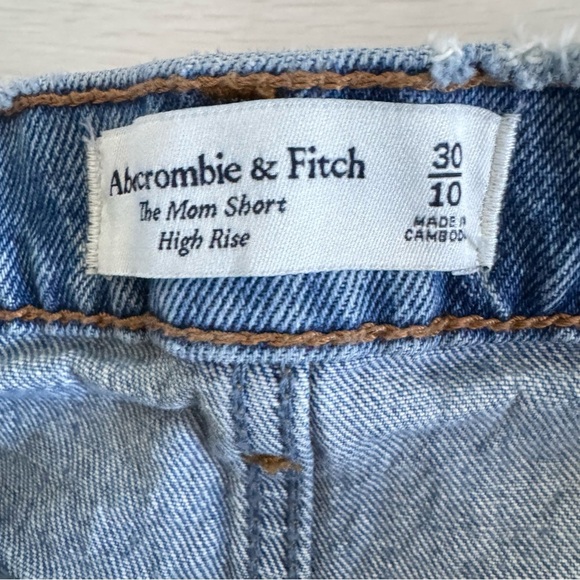 Abercrombie & Fitch
The Mom Short
High Rise
30
10
MADE IN
CAMBODIA